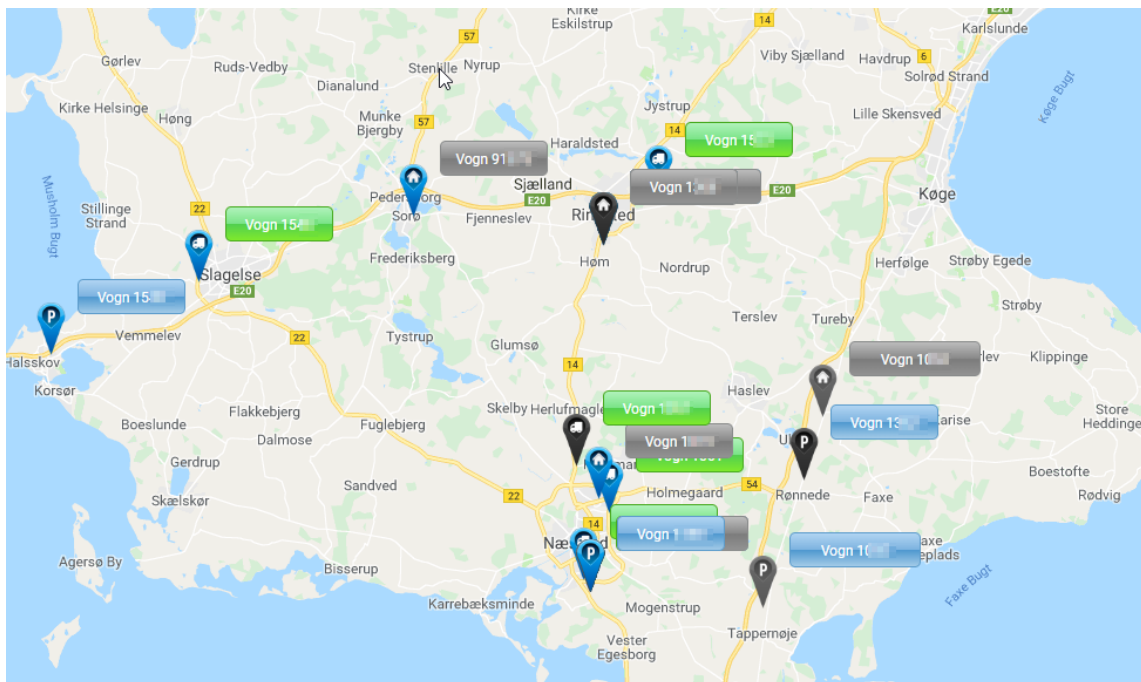 Kirke
Eskilstrup
14
E20
Karlslunde
57
Gørlev
Ruds-Vedby
Stenlille
Nyrup
Viby Sjælland
Havdrup
6
Solrød Strand
Dianalund
Kirke Helsinge
Høng
Munke
Bjergby
57
Jystrup
14
Lille Skensved
Køge Bugt
Vogn 15
Haraldsted
Vogn 91
Sjælland
E20
Vogn 1
E20
Køge
Musholm Bugt
Stillinge
Strand
22
Sorø
Fjenneslev
Vogn 154
Slagelse
E20
Frederiksberg
Høm
Nordrup
Herfølge
Strøby Egede
Vogn 15
P
Halsskov
Vemmelev
22
Tystrup
Glumsø
Terslev
Tureby
Strøby
Korsør
14
Vogn 10
Klippinge
Haslev
Flakkebjerg
Boeslunde
Dalmose
Fuglebjerg
Skelby
Vogn 1
Vogn 13
Store
Heddinge
P
Vogn 1
Gerdrup
Sandved
Skælskør
22
Holmegaard
54
Rønnede
Faxe
Boestofte
Rødvig
14
Vogn 1
P
Vogn 10
P
Agersø By
Bisserup
Faxe Bugt
Karrebæksminde
Mogenstrup
Tappernøje
Vester
Egesborg